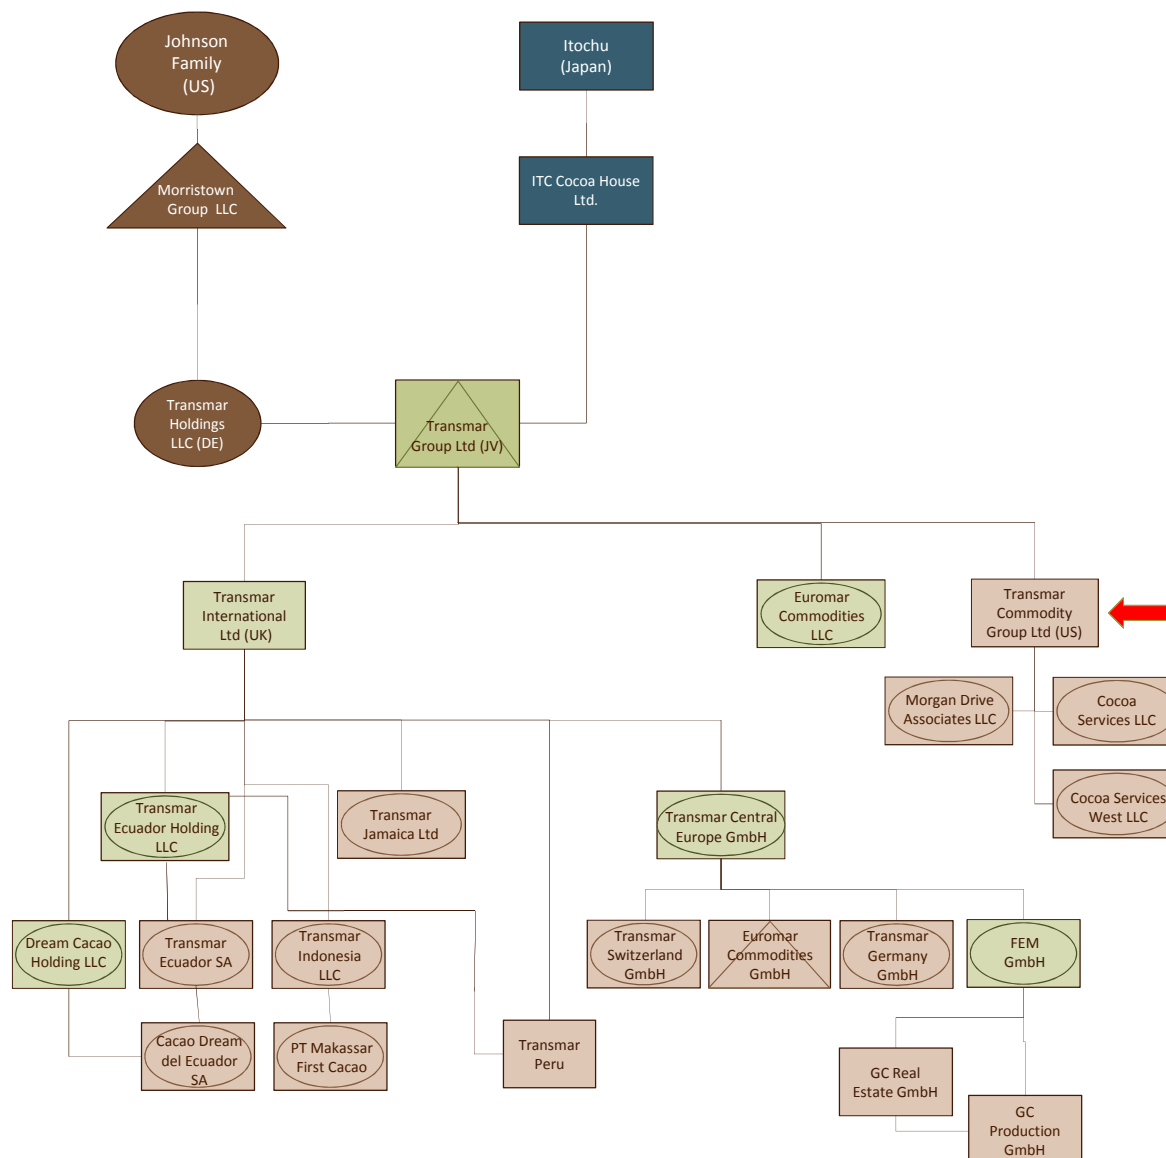 Johnson
Family
(US)
Itochu
(Japan)
Morristown
Group LLC
ITC Cocoa House
Ltd.
Transmar
Holdings
LLC (DE)
Transmar
Group Ltd (JV)
Transmar
International
Ltd (UK)
Euromar
Commodities
LLC
Transmar
Commodity
Group Ltd (US)
Morgan Drive
Associates LLC
Cocoa
Services LLC
Transmar
Ecuador Holding
LLC
Transmar
Jamaica Ltd
Transmar Central
Europe GmbH
Cocoa Services
West LLC
Dream Cacao
Holding LLC
Transmar
Ecuador SA
Transmar
Indonesia
LLC
Transmar
Switzerland
GmbH
Euromar
Commodities
GmbH
Transmar
Germany
GmbH
FEM
GmbH
Cacao Dream
del Ecuador
SA
PT Makassar
First Cacao
Transmar
Peru
GC Real
Estate GmbH
GC
Production
GmbH